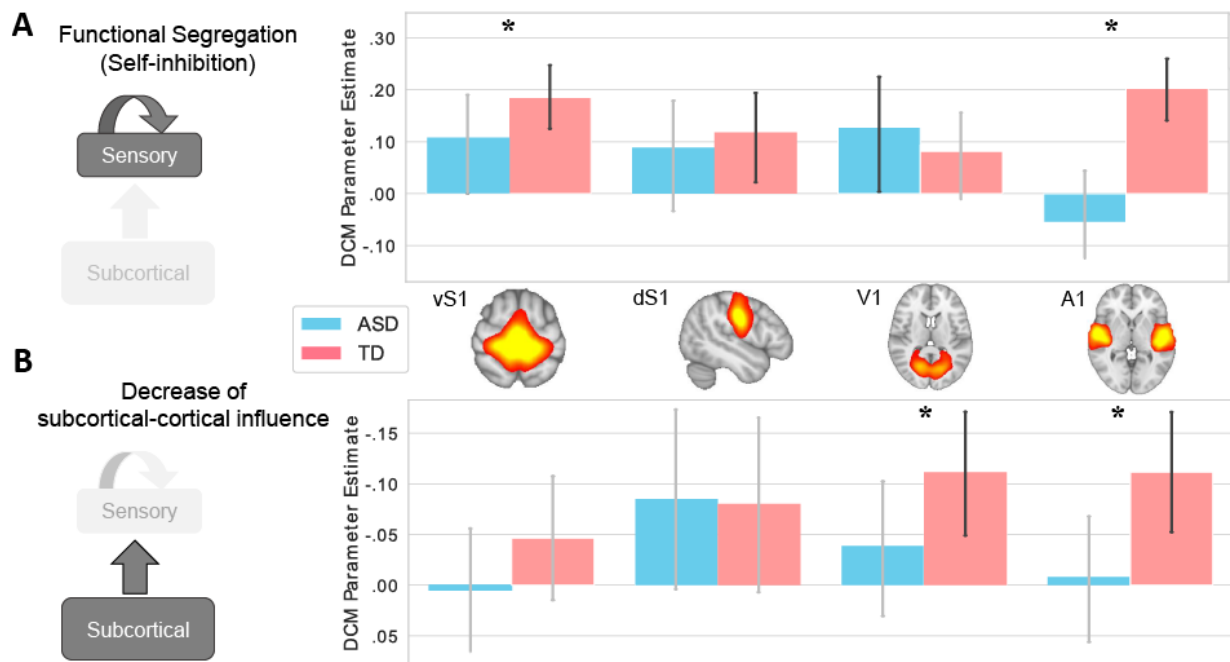 A
Functional Segregation
(Self-inhibition)
Sensory
Subcortical
DCM Parameter Estimate
.30
.20
.10
.00
-.10
*
*
vS1
dS1
V1
A1
ASD
TD
B
Decrease of
subcortical-cortical influence
Sensory
Subcortical
DCM Parameter Estimate
-.15
-.10
-.05
.00
.05
*
*